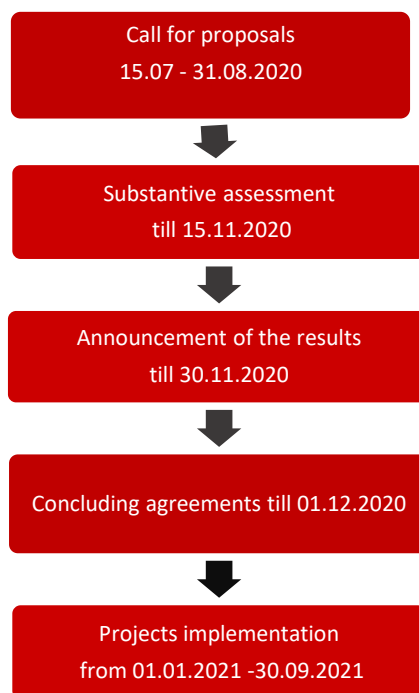 Call for proposals
15.07 - 31.08.2020
Substantive assessment
till 15.11.2020
Announcement of the results
till 30.11.2020
Concluding agreements till 01.12.2020
Projects implementation
from 01.01.2021 -30.09.2021